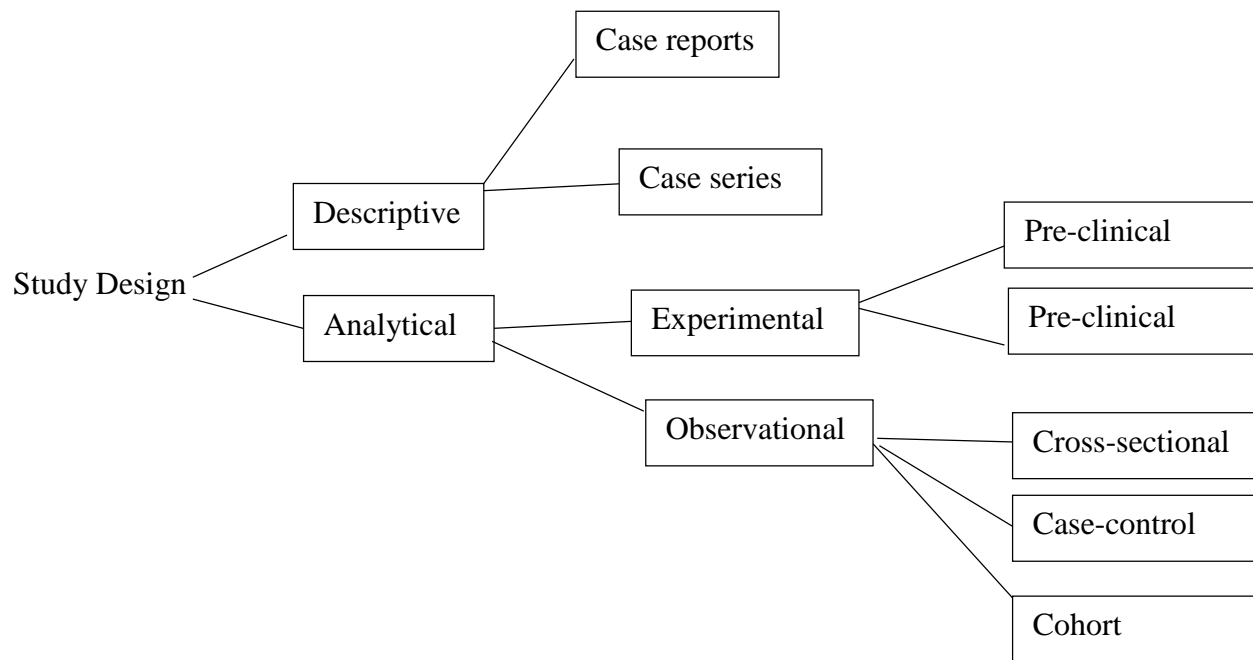 Case reports
Case series
Descriptive
Pre-clinical
Study Design
Analytical
Experimental
Pre-clinical
Observational
Cross-sectional
Case-control
Cohort